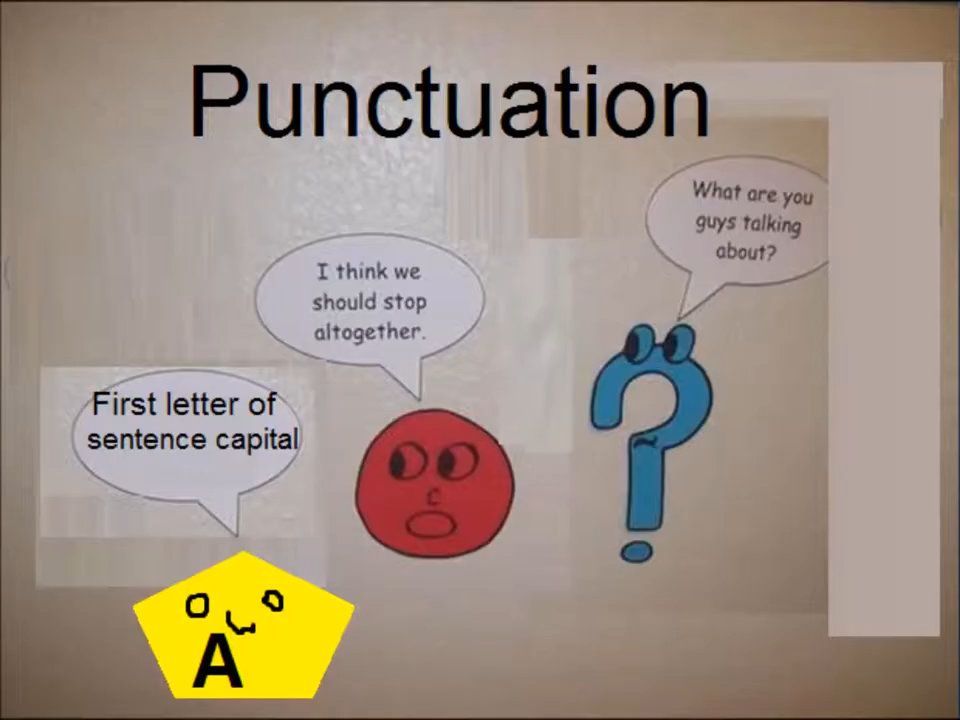 Punctuation
What are you
guys talking
about?
I think we
should stop
altogether.
First letter of
sentence capital
A